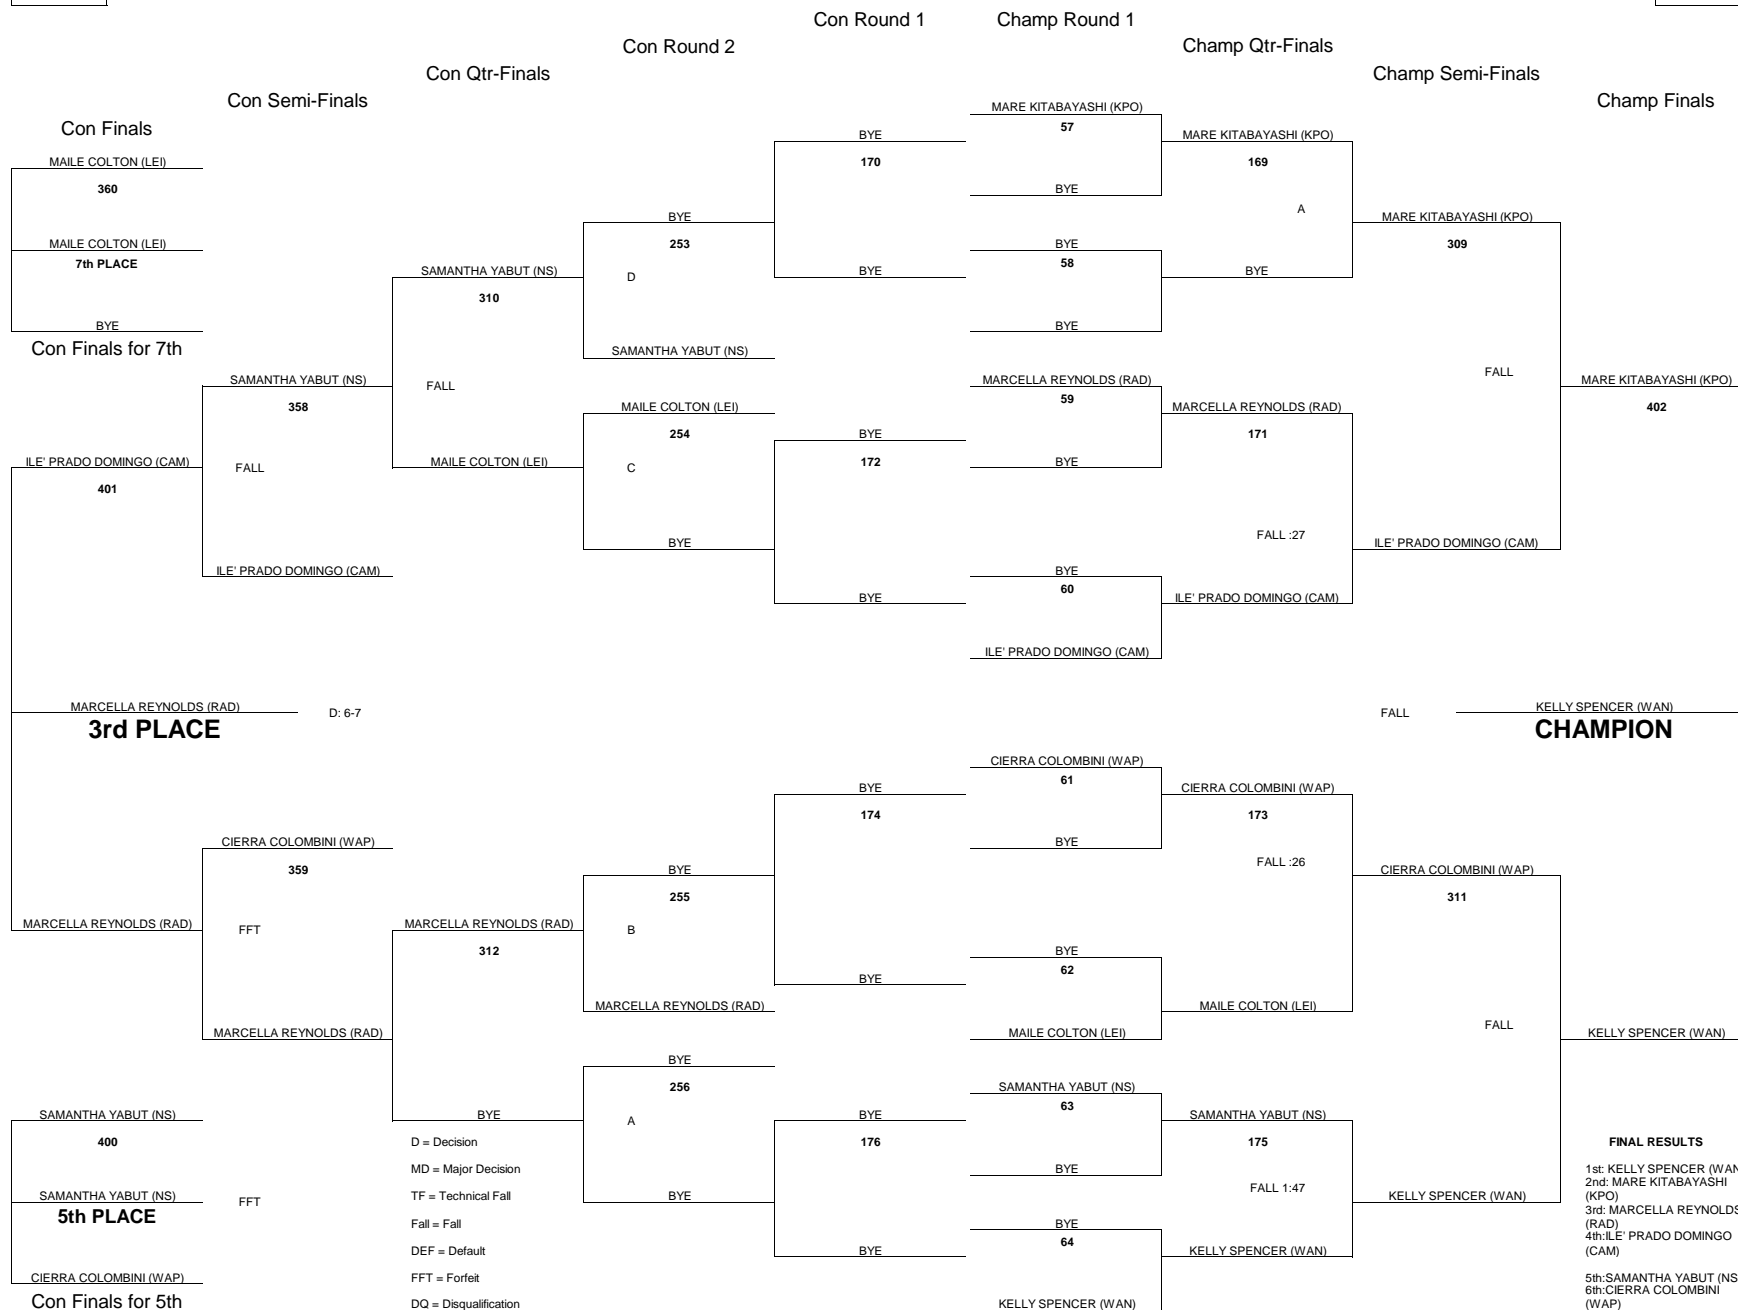 Con Round 1
Champ Round 1
Con Round 2
Champ Qtr-Finals
Con Qtr-Finals
Champ Semi-Finals
Con Semi-Finals
Champ Finals
Con Finals
MAILE COLTON (LEI)
360
MAILE COLTON (LEI)
7th PLACE
BYE
Con Finals for 7th
ILE' PRADO DOMINGO (CAM)
401
MARCELLA REYNOLDS (RAD)
3rd PLACE
D: 6-7
MARCELLA REYNOLDS (RAD)
SAMANTHA YABUT (NS)
400
SAMANTHA YABUT (NS)
5th PLACE
FFT
CIERRA COLOMBINI (WAP)
Con Finals for 5th
SAMANTHA YABUT (NS)
358
FALL
ILE' PRADO DOMINGO (CAM)
CIERRA COLOMBINI (WAP)
359
FFT
MARCELLA REYNOLDS (RAD)
SAMANTHA YABUT (NS)
310
FALL
MAILE COLTON (LEI)
MARCELLA REYNOLDS (RAD)
312
BYE
D = Decision
MD = Major Decision
TF = Technical Fall
Fall = Fall
DEF = Default
FFT = Forfeit
DQ = Disqualification
BYE
253
D
SAMANTHA YABUT (NS)
MAILE COLTON (LEI)
254
C
BYE
BYE
255
B
MARCELLA REYNOLDS (RAD)
BYE
256
A
BYE
BYE
170
BYE
BYE
172
BYE
BYE
174
BYE
BYE
176
BYE
MARE KITABAYASHI (KPO)
57
BYE
BYE
58
BYE
MARCELLA REYNOLDS (RAD)
59
BYE
BYE
60
ILE' PRADO DOMINGO (CAM)
CIERRA COLOMBINI (WAP)
61
BYE
BYE
62
MAILE COLTON (LEI)
SAMANTHA YABUT (NS)
63
BYE
BYE
64
KELLY SPENCER (WAN)
MARE KITABAYASHI (KPO)
169
A
BYE
MARCELLA REYNOLDS (RAD)
171
FALL :27
ILE' PRADO DOMINGO (CAM)
CIERRA COLOMBINI (WAP)
173
FALL :26
MAILE COLTON (LEI)
SAMANTHA YABUT (NS)
175
FALL 1:47
KELLY SPENCER (WAN)
MARE KITABAYASHI (KPO)
309
FALL
ILE' PRADO DOMINGO (CAM)
CIERRA COLOMBINI (WAP)
311
FALL
KELLY SPENCER (WAN)
MARE KITABAYASHI (KPO)
402
FALL
KELLY SPENCER (WAN)
CHAMPION
KELLY SPENCER (WAN)
FINAL RESULTS
1st: KELLY SPENCER (WAN
2nd: MARE KITABAYASHI
(KPO)
3rd: MARCELLA REYNOLDS
(RAD)
4th:ILE' PRADO DOMINGO
(CAM)
5th:SAMANTHA YABUT (NS
6th:CIERRA COLOMBINI
(WAP)